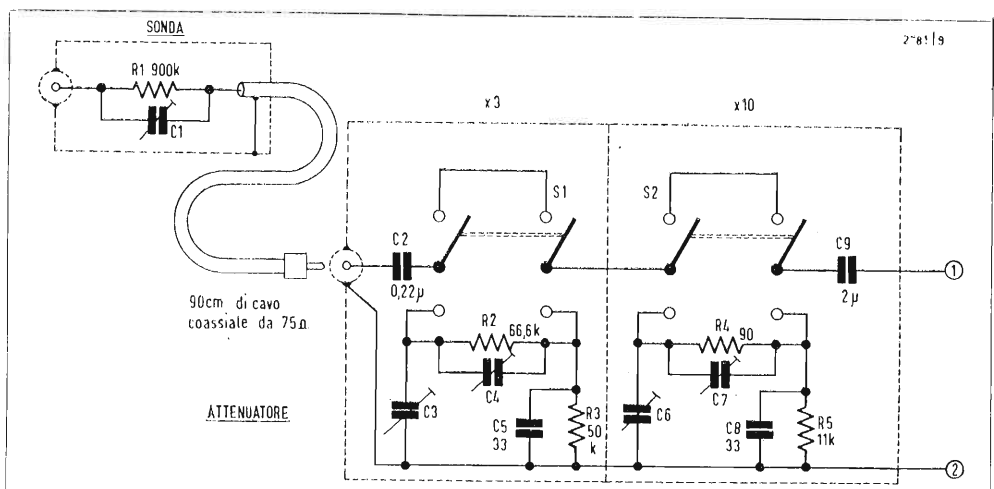 SONDA
2~81/9
R1 900k
C1
x3
x10
S1
S2
C2
0,22µ
C9
2µ
1
90cm di cavo
coassiale da 75Ω
R2
66,6k
C4
R4
90
C7
C3
C5
33
R3
50
k
C6
C8
33
R5
11k
ATTENUATORE
2